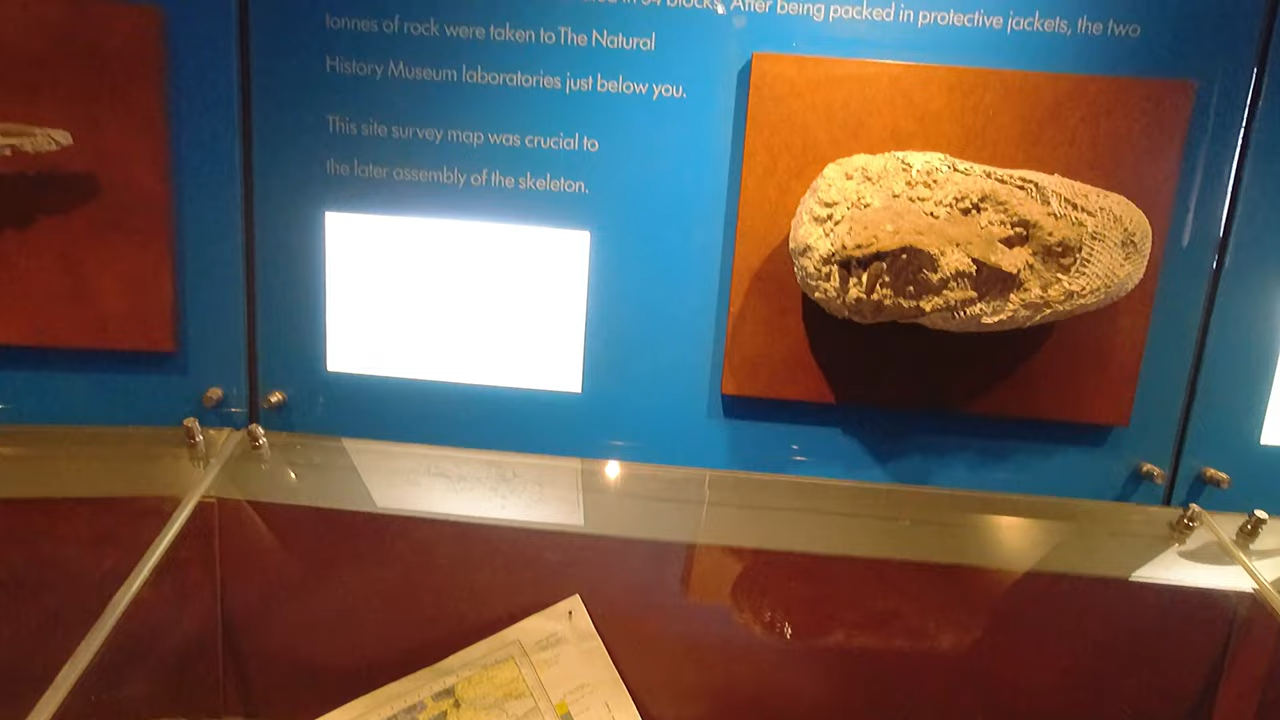 blocks. After being packed in protective jackets, the two
tonnes of rock were taken to The Natural
History Museum laboratories just below you.
This site survey map was crucial to
the later assembly of the skeleton.